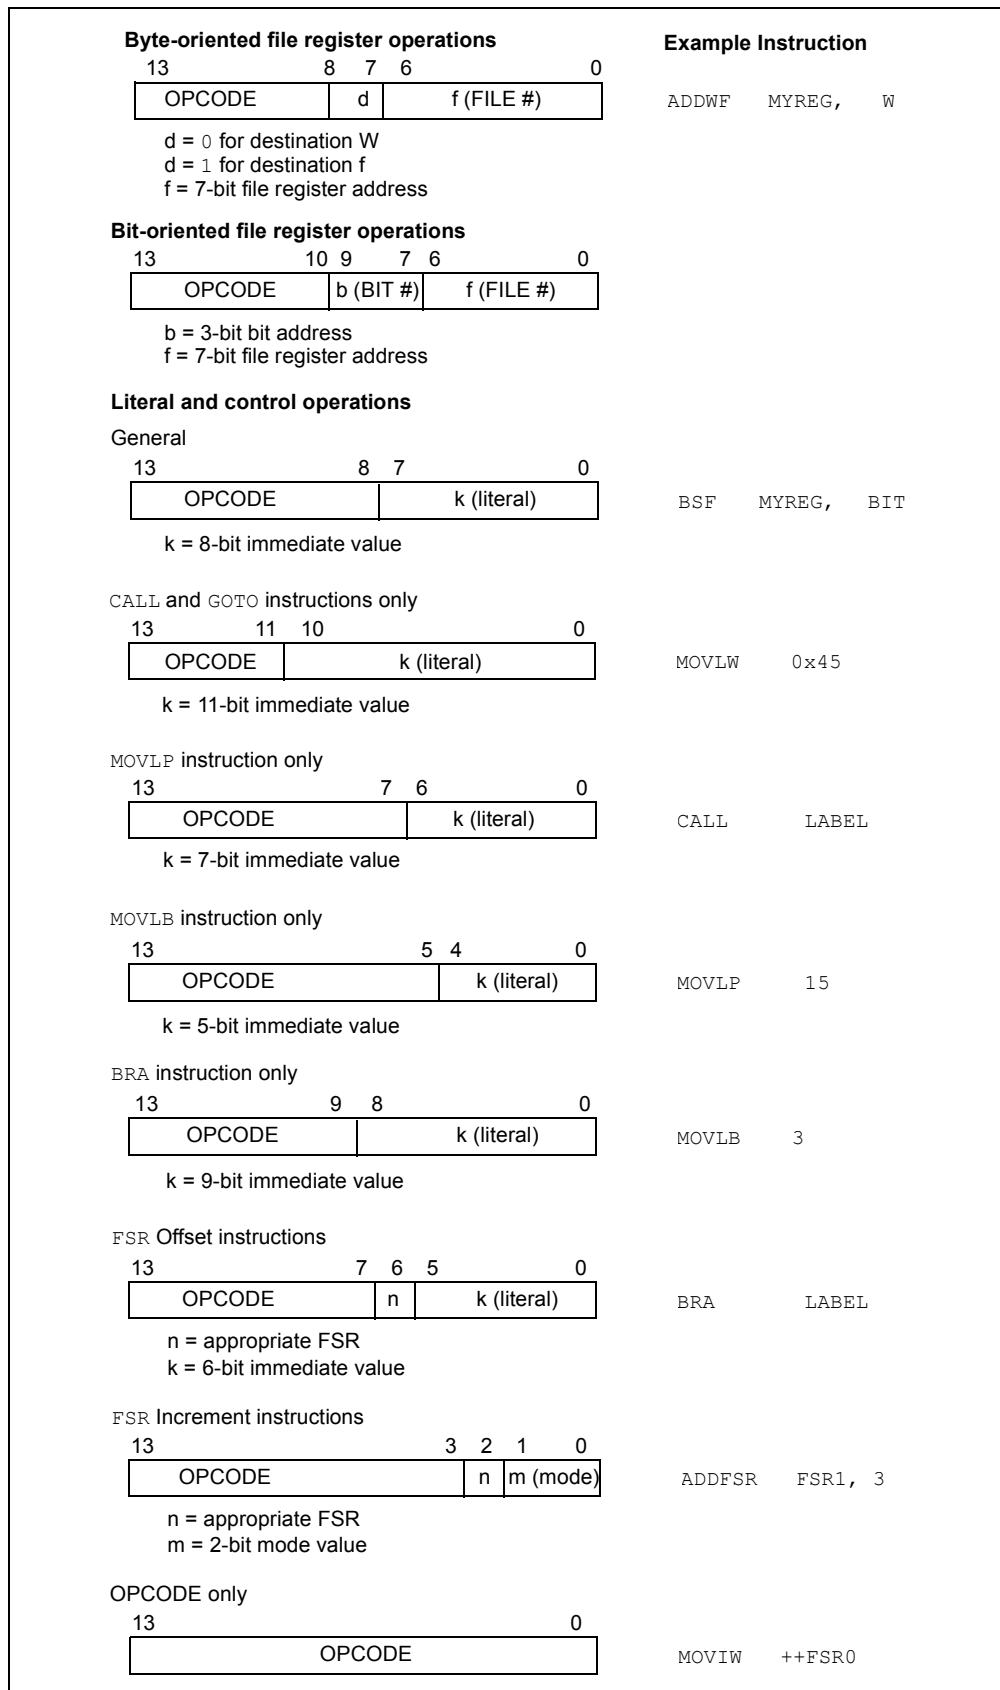 Byte-oriented file register operations Example Instruction
13 8 7 6 0
OPCODE d f (FILE #) ADDWF MYREG, W
d = 0 for destination W
d = 1 for destination f
f = 7-bit file register address
Bit-oriented file register operations
13 10 9 7 6 0
OPCODE b (BIT #) f (FILE #)
b = 3-bit bit address
f = 7-bit file register address
Literal and control operations
General
13 8 7 0
OPCODE k (literal) BSF MYREG, BIT
k = 8-bit immediate value
CALL and GOTO instructions only
13 11 10 0
OPCODE k (literal) MOVLW 0x45
k = 11-bit immediate value
MOVLP instruction only
13 7 6 0
OPCODE k (literal) CALL LABEL
k = 7-bit immediate value
MOVLB instruction only
13 5 4 0
OPCODE k (literal) MOVLP 15
k = 5-bit immediate value
BRA instruction only
13 9 8 0
OPCODE k (literal) MOVLB 3
k = 9-bit immediate value
FSR Offset instructions
13 7 6 5 0
OPCODE n k (literal) BRA LABEL
n = appropriate FSR
k = 6-bit immediate value
FSR Increment instructions
13 3 2 1 0
OPCODE n m (mode) ADDFSR FSR1, 3
n = appropriate FSR
m = 2-bit mode value
OPCODE only
13 0
OPCODE MOVIW ++FSR0